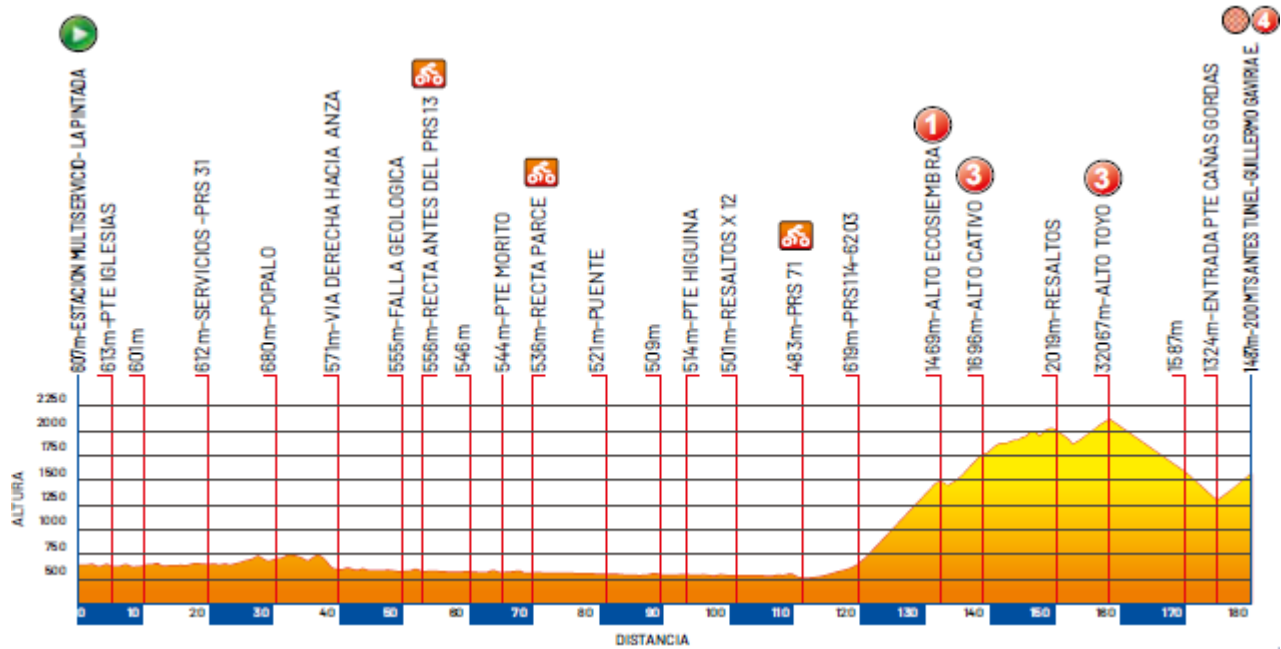 4
607m-ESTACION MULTISERVICIO- LA PINTADA
613m-PTE IGLESIAS
601m
612m-SERVICIOS -PRS 31
680m-POPALO
571m-VIA DERECHA HACIA ANZA
555m-FALLA GEOLOGICA
556m-RECTA ANTES DEL PRS 13
546m
544m-PTE MORITO
536m-RECTA PARCE
521m-PUENTE
509m
514m-PTE HIGUINA
501m-RESALTOS X 12
483m-PRS 71
619m-PRS114-6203
1
1469m-ALTO ECOSIEMBRA
3
1696m-ALTO CATIVO
2019m-RESALTOS
3
32067m-ALTO TOYO
1587m
1324m-ENTRADA PTE CAÑAS GORDAS
1487m-200 MTS ANTES TUNEL-GUILLERMO GAVIRIA E.
2250
2000
1750
1500
1250
1000
750
500
ALTURA
0 10 20 30 40 50 60 70 80 90 100 110 120 130 140 150 160 170 180
DISTANCIA